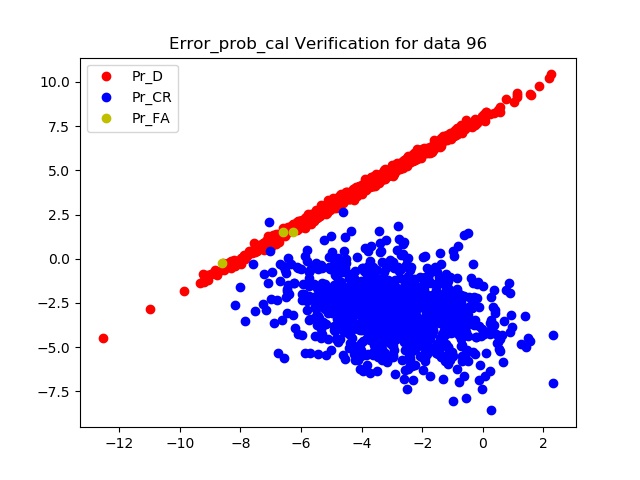 Error_prob_cal Verification for data 96
Pr_D
Pr_CR
Pr_FA
10.0
7.5
5.0
2.5
0.0
−2.5
−5.0
−7.5
−12 −10 −8 −6 −4 −2 0 2